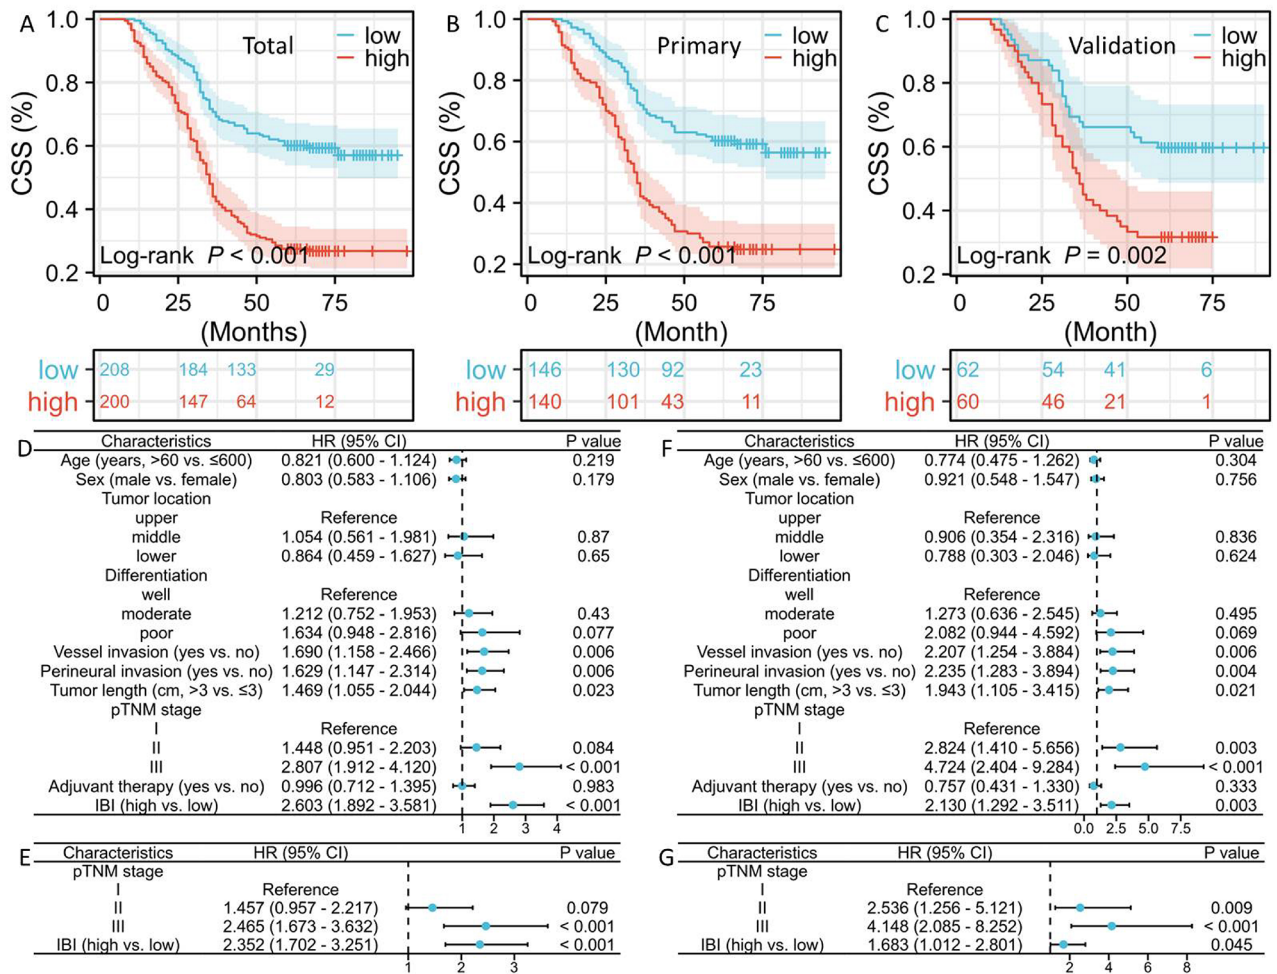 A
Total
low
high
CSS (%)
1.0
0.8
0.6
0.4
0.2
Log-rank P < 0.001
0 25 50 75
(Months)
low 208 184 133 29
high 200 147 64 12
B
Primary
low
high
CSS (%)
1.0
0.8
0.6
0.4
0.2
Log-rank P < 0.001
0 25 50 75
(Month)
low 146 130 92 23
high 140 101 43 11
C
Validation
low
high
CSS (%)
1.0
0.8
0.6
0.4
0.2
Log-rank P = 0.002
0 25 50 75
(Month)
low 62 54 41 6
high 60 46 21 1
D
Characteristics HR (95% CI) P value
Age (years, >60 vs. ≤600) 0.821 (0.600 - 1.124) 0.219
Sex (male vs. female) 0.803 (0.583 - 1.106) 0.179
Tumor location
upper Reference
middle 1.054 (0.561 - 1.981) 0.87
lower 0.864 (0.459 - 1.627) 0.65
Differentiation
well Reference
moderate 1.212 (0.752 - 1.953) 0.43
poor 1.634 (0.948 - 2.816) 0.077
Vessel invasion (yes vs. no) 1.690 (1.158 - 2.466) 0.006
Perineural invasion (yes vs. no) 1.629 (1.147 - 2.314) 0.006
Tumor length (cm, >3 vs. ≤3) 1.469 (1.055 - 2.044) 0.023
pTNM stage
I Reference
II 1.448 (0.951 - 2.203) 0.084
III 2.807 (1.912 - 4.120) < 0.001
Adjuvant therapy (yes vs. no) 0.996 (0.712 - 1.395) 0.983
IBI (high vs. low) 2.603 (1.892 - 3.581) < 0.001
1 2 3 4
F
Characteristics HR (95% CI) P value
Age (years, >60 vs. ≤600) 0.774 (0.475 - 1.262) 0.304
Sex (male vs. female) 0.921 (0.548 - 1.547) 0.756
Tumor location
upper Reference
middle 0.906 (0.354 - 2.316) 0.836
lower 0.788 (0.303 - 2.046) 0.624
Differentiation
well Reference
moderate 1.273 (0.636 - 2.545) 0.495
poor 2.082 (0.944 - 4.592) 0.069
Vessel invasion (yes vs. no) 2.207 (1.254 - 3.884) 0.006
Perineural invasion (yes vs. no) 2.235 (1.283 - 3.894) 0.004
Tumor length (cm, >3 vs. ≤3) 1.943 (1.105 - 3.415) 0.021
pTNM stage
I Reference
II 2.824 (1.410 - 5.656) 0.003
III 4.724 (2.404 - 9.284) < 0.001
Adjuvant therapy (yes vs. no) 0.757 (0.431 - 1.330) 0.333
IBI (high vs. low) 2.130 (1.292 - 3.511) 0.003
0.0 2.5 5.0 7.5
E
Characteristics HR (95% CI) P value
pTNM stage
I Reference
II 1.457 (0.957 - 2.217) 0.079
III 2.465 (1.673 - 3.632) < 0.001
IBI (high vs. low) 2.352 (1.702 - 3.251) < 0.001
1 2 3
G
Characteristics HR (95% CI) P value
pTNM stage
I Reference
II 2.536 (1.256 - 5.121) 0.009
III 4.148 (2.085 - 8.252) < 0.001
IBI (high vs. low) 1.683 (1.012 - 2.801) 0.045
2 4 6 8